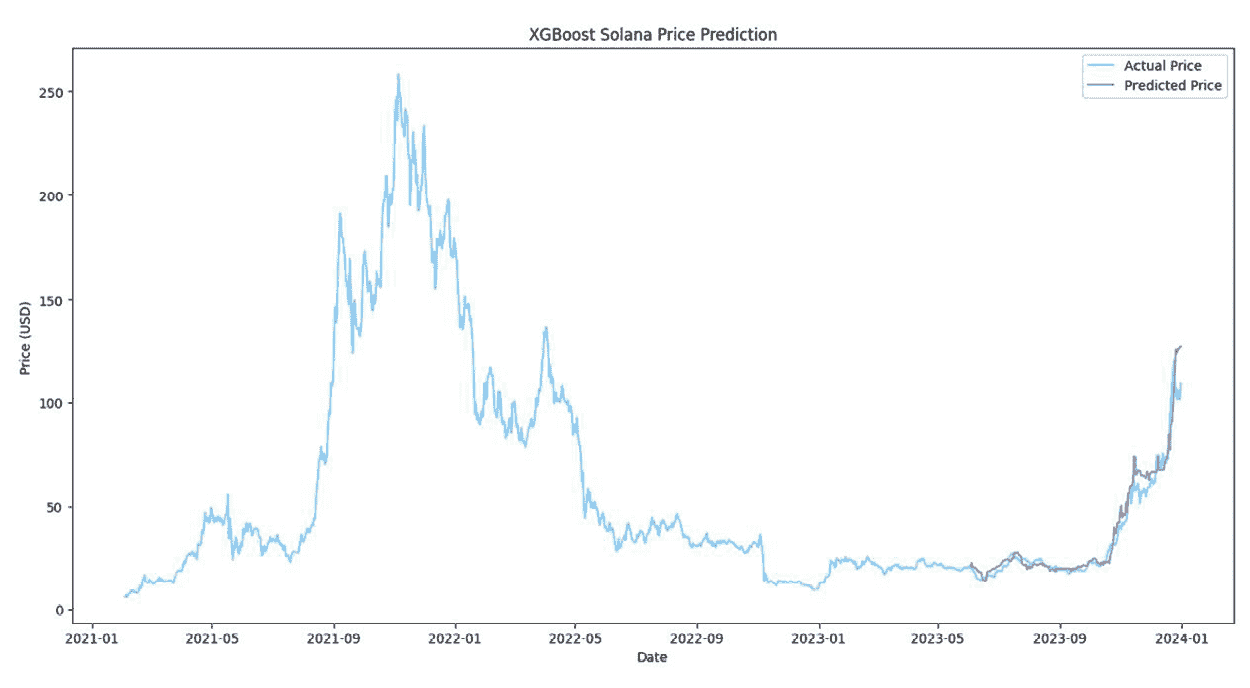 XGBoost Solana Price Prediction
Actual Price
Predicted Price
250
200
150
100
50
0
Price (USD)
2021-01 2021-05 2021-09 2022-01 2022-05 2022-09 2023-01 2023-05 2023-09 2024-01
Date